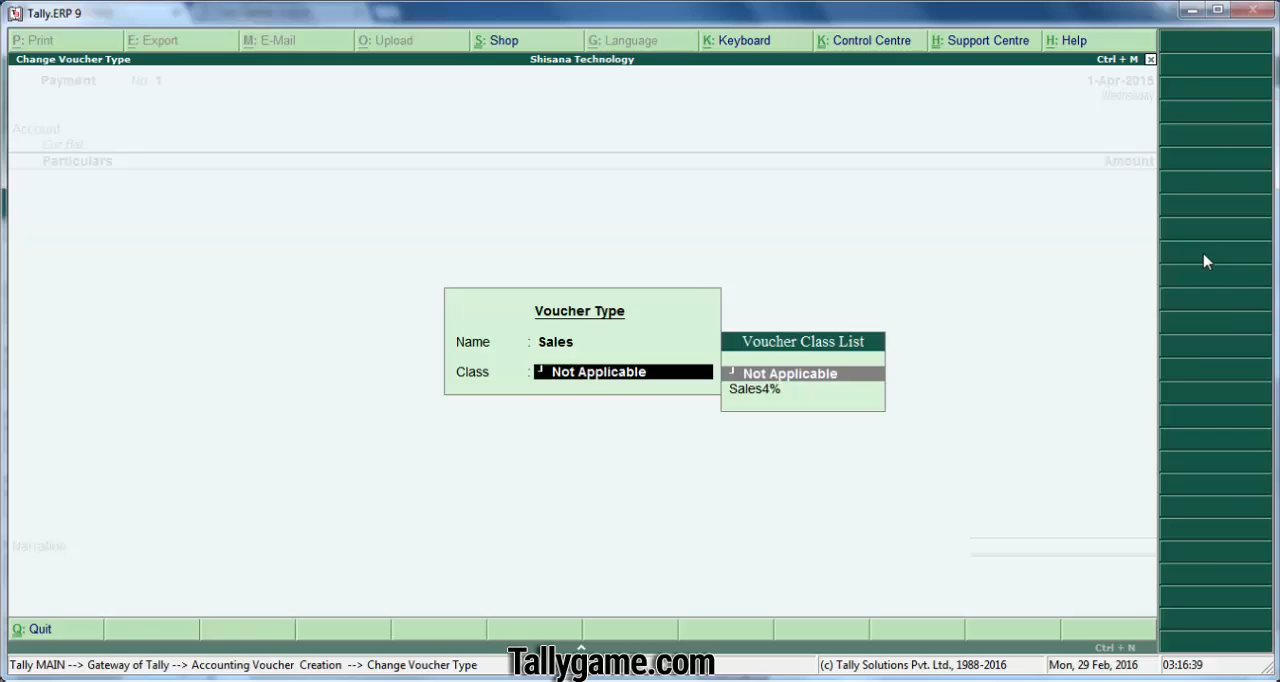 Tally.ERP 9
P: Print E: Export M: E-Mail O: Upload S: Shop G: Language K: Keyboard K: Control Centre H: Support Centre H: Help
Change Voucher Type Shisana Technology Ctrl + M
Payment No. 1 1-Apr-2015
Wednesday
Account
Cur Bal:
Particulars Amount
Voucher Type
Name : Sales
Class : Not Applicable
Voucher Class List
Not Applicable
Sales4%
Narration:
Q: Quit
Ctrl + N
Tally MAIN --> Gateway of Tally --> Accounting Voucher Creation --> Change Voucher Type (c) Tally Solutions Pvt. Ltd., 1988-2016 Mon, 29 Feb, 2016 03:16:39
Tallygame.com